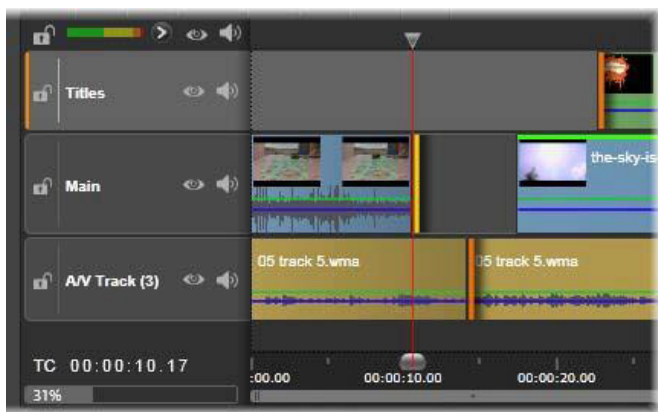 Titles
Main
the-sky-is
A/V Track (3)
05 track 5.wma
05 track 5.wma
TC 00:00:10.17
:00.00
00:00:10.00
00:00:20.00
31%